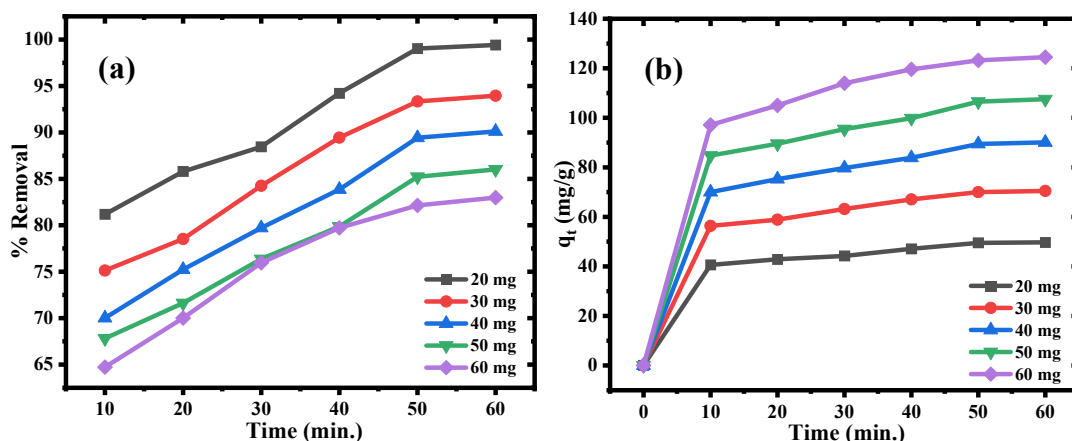 (a)
% Removal
100
95
90
85
80
75
70
65
20 mg
30 mg
40 mg
50 mg
60 mg
10 20 30 40 50 60
Time (min.)
(b)
qt (mg/g)
140
120
100
80
60
40
20
0
20 mg
30 mg
40 mg
50 mg
60 mg
0 10 20 30 40 50 60
Time (min.)